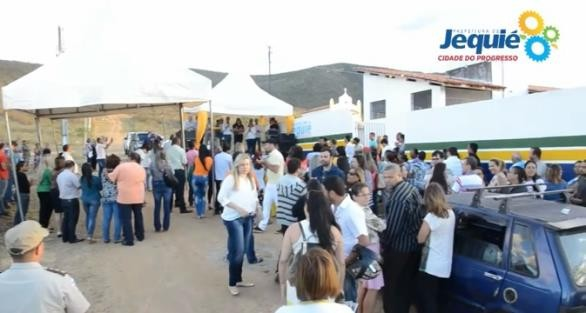 PREFEITURA DE
Jequié
CIDADE DO PROGRESSO